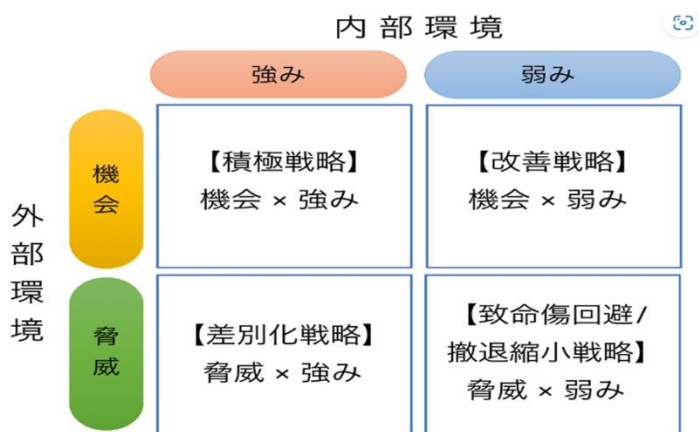 内部環境
強み
弱み
外部環境
機会
【積極戦略】
機会 × 強み
【改善戦略】
機会 × 弱み
脅威
【差別化戦略】
脅威 × 強み
【致命傷回避/
撤退縮小戦略】
脅威 × 弱み